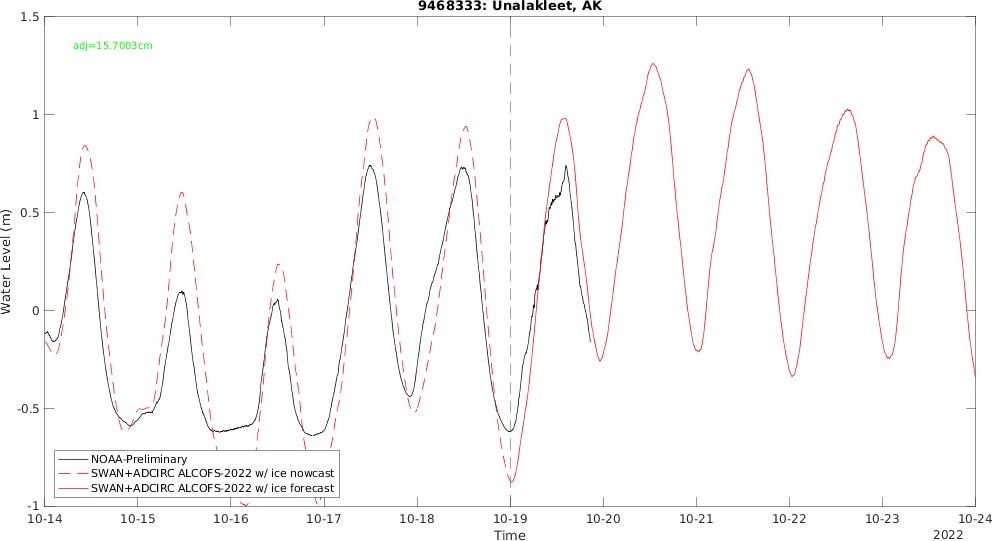 9468333: Unalakleet, AK
adj=15.7003cm
Water Level (m)
1.5
1
0.5
0
-0.5
-1
NOAA-Preliminary
SWAN+ADCIRC ALCOFS-2022 w/ ice nowcast
SWAN+ADCIRC ALCOFS-2022 w/ ice forecast
10-14 10-15 10-16 10-17 10-18 10-19 10-20 10-21 10-22 10-23 10-24
Time
2022